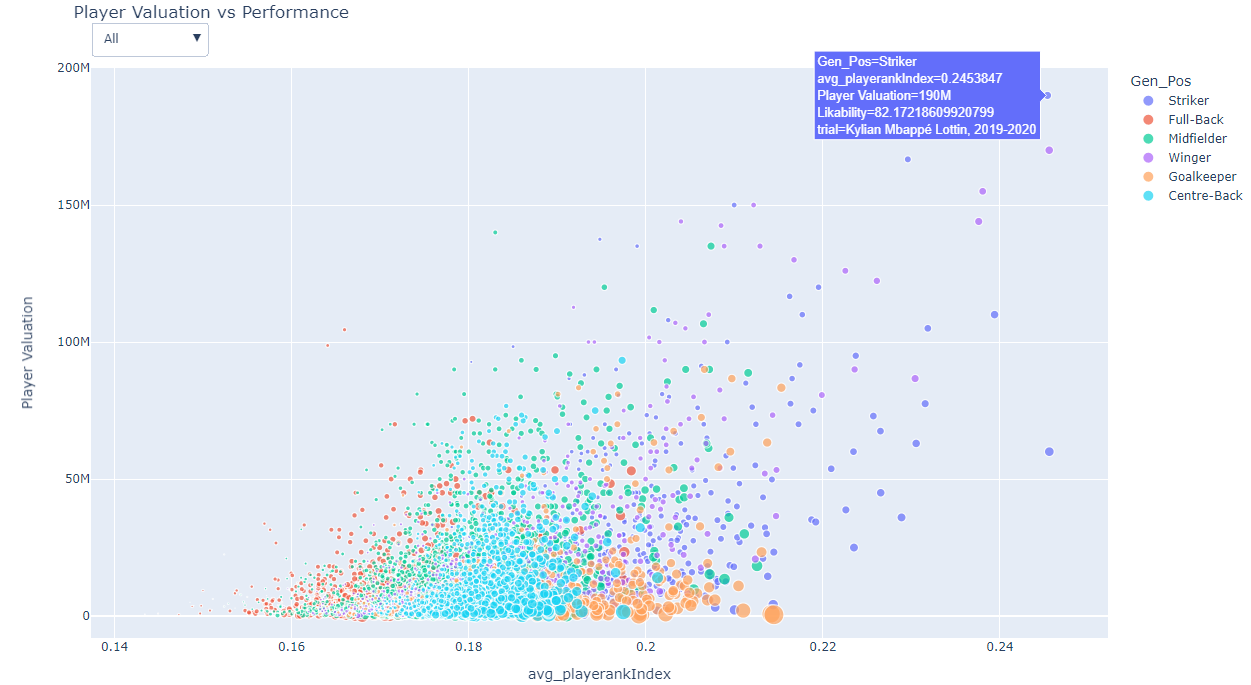 Player Valuation vs Performance
All
200M
150M
100M
50M
0
Player Valuation
0.14
0.16
0.18
0.2
0.22
0.24
avg_playerankIndex
Gen_Pos=Striker
avg_playerankIndex=0.2453847
Player Valuation=190M
Likability=82.17218609920799
trial=Kylian Mbappé Lottin, 2019-2020
Gen_Pos
Striker
Full-Back
Midfielder
Winger
Goalkeeper
Centre-Back